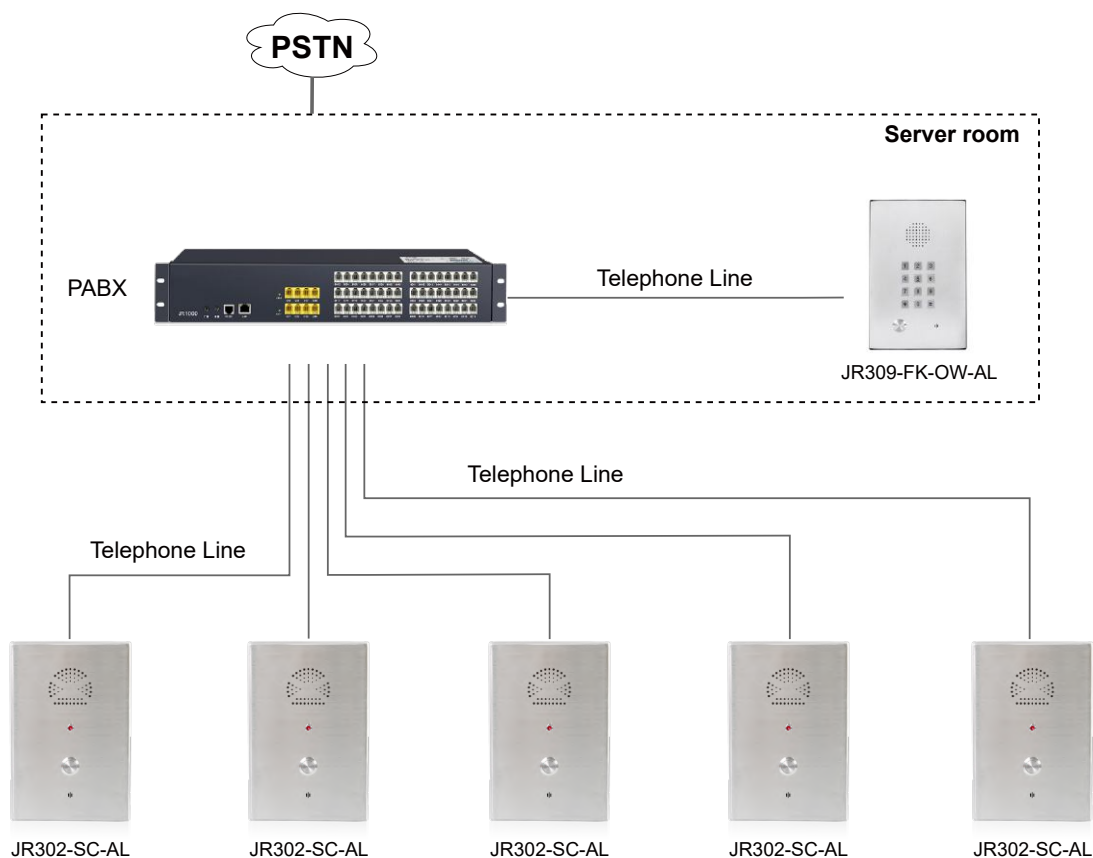 PSTN
Server room
PABX
Telephone Line
JR309-FK-OW-AL
Telephone Line
Telephone Line
JR302-SC-AL
JR302-SC-AL
JR302-SC-AL
JR302-SC-AL
JR302-SC-AL